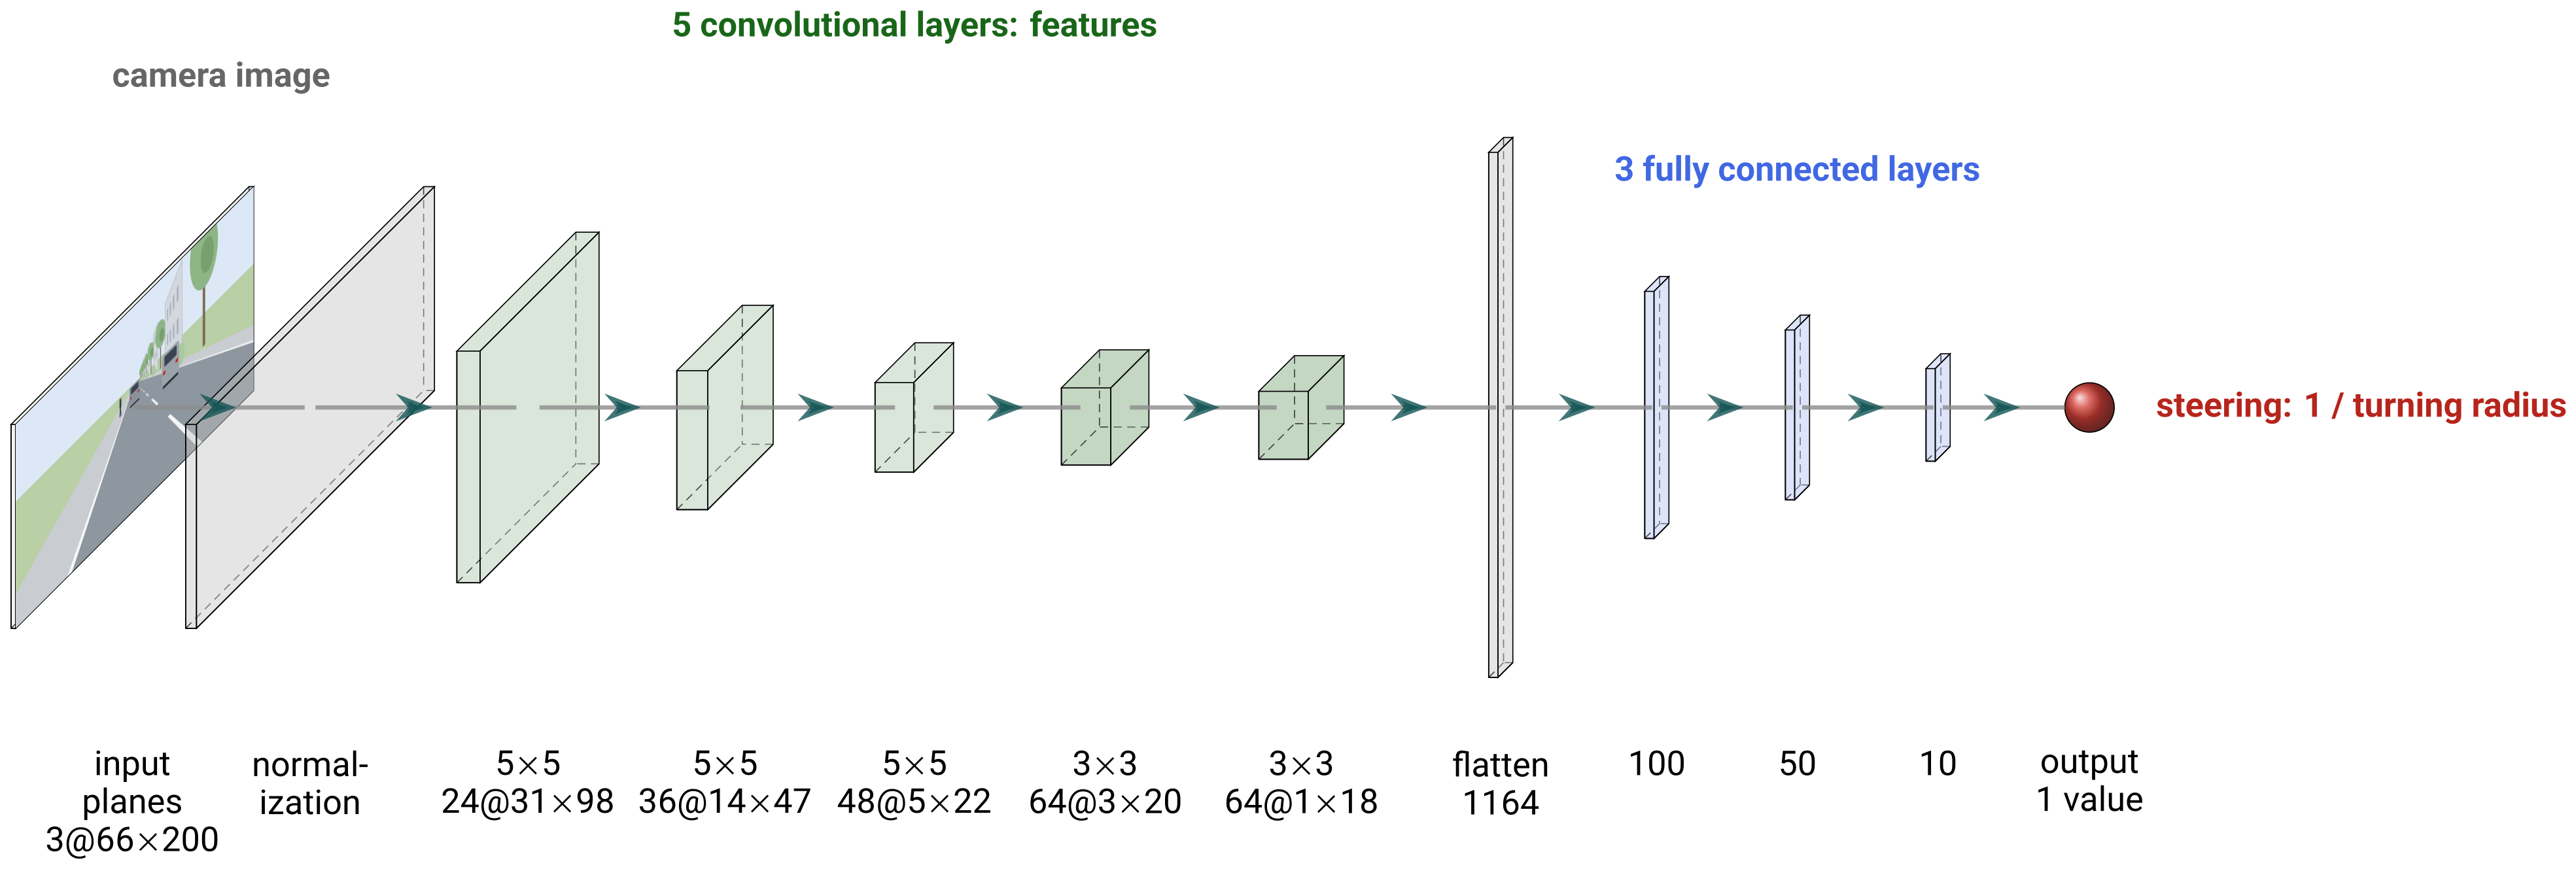 5 convolutional layers: features
camera image
3 fully connected layers
steering: 1 / turning radius
input
planes
3@66×200
normal-
ization
5×5
24@31×98
5×5
36@14×47
5×5
48@5×22
3×3
64@3×20
3×3
64@1×18
flatten
1164
100
50
10
output
1 value